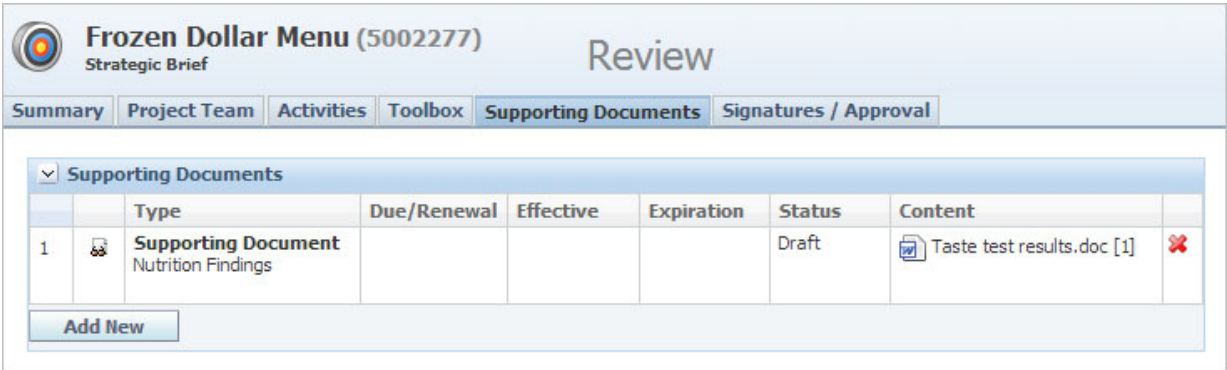 Frozen Dollar Menu (5002277)
Strategic Brief
Review
Summary Project Team Activities Toolbox Supporting Documents Signatures / Approval
Supporting Documents
Type Due/Renewal Effective Expiration Status Content
1 Supporting Document Draft Taste test results.doc [1]
Nutrition Findings
Add New